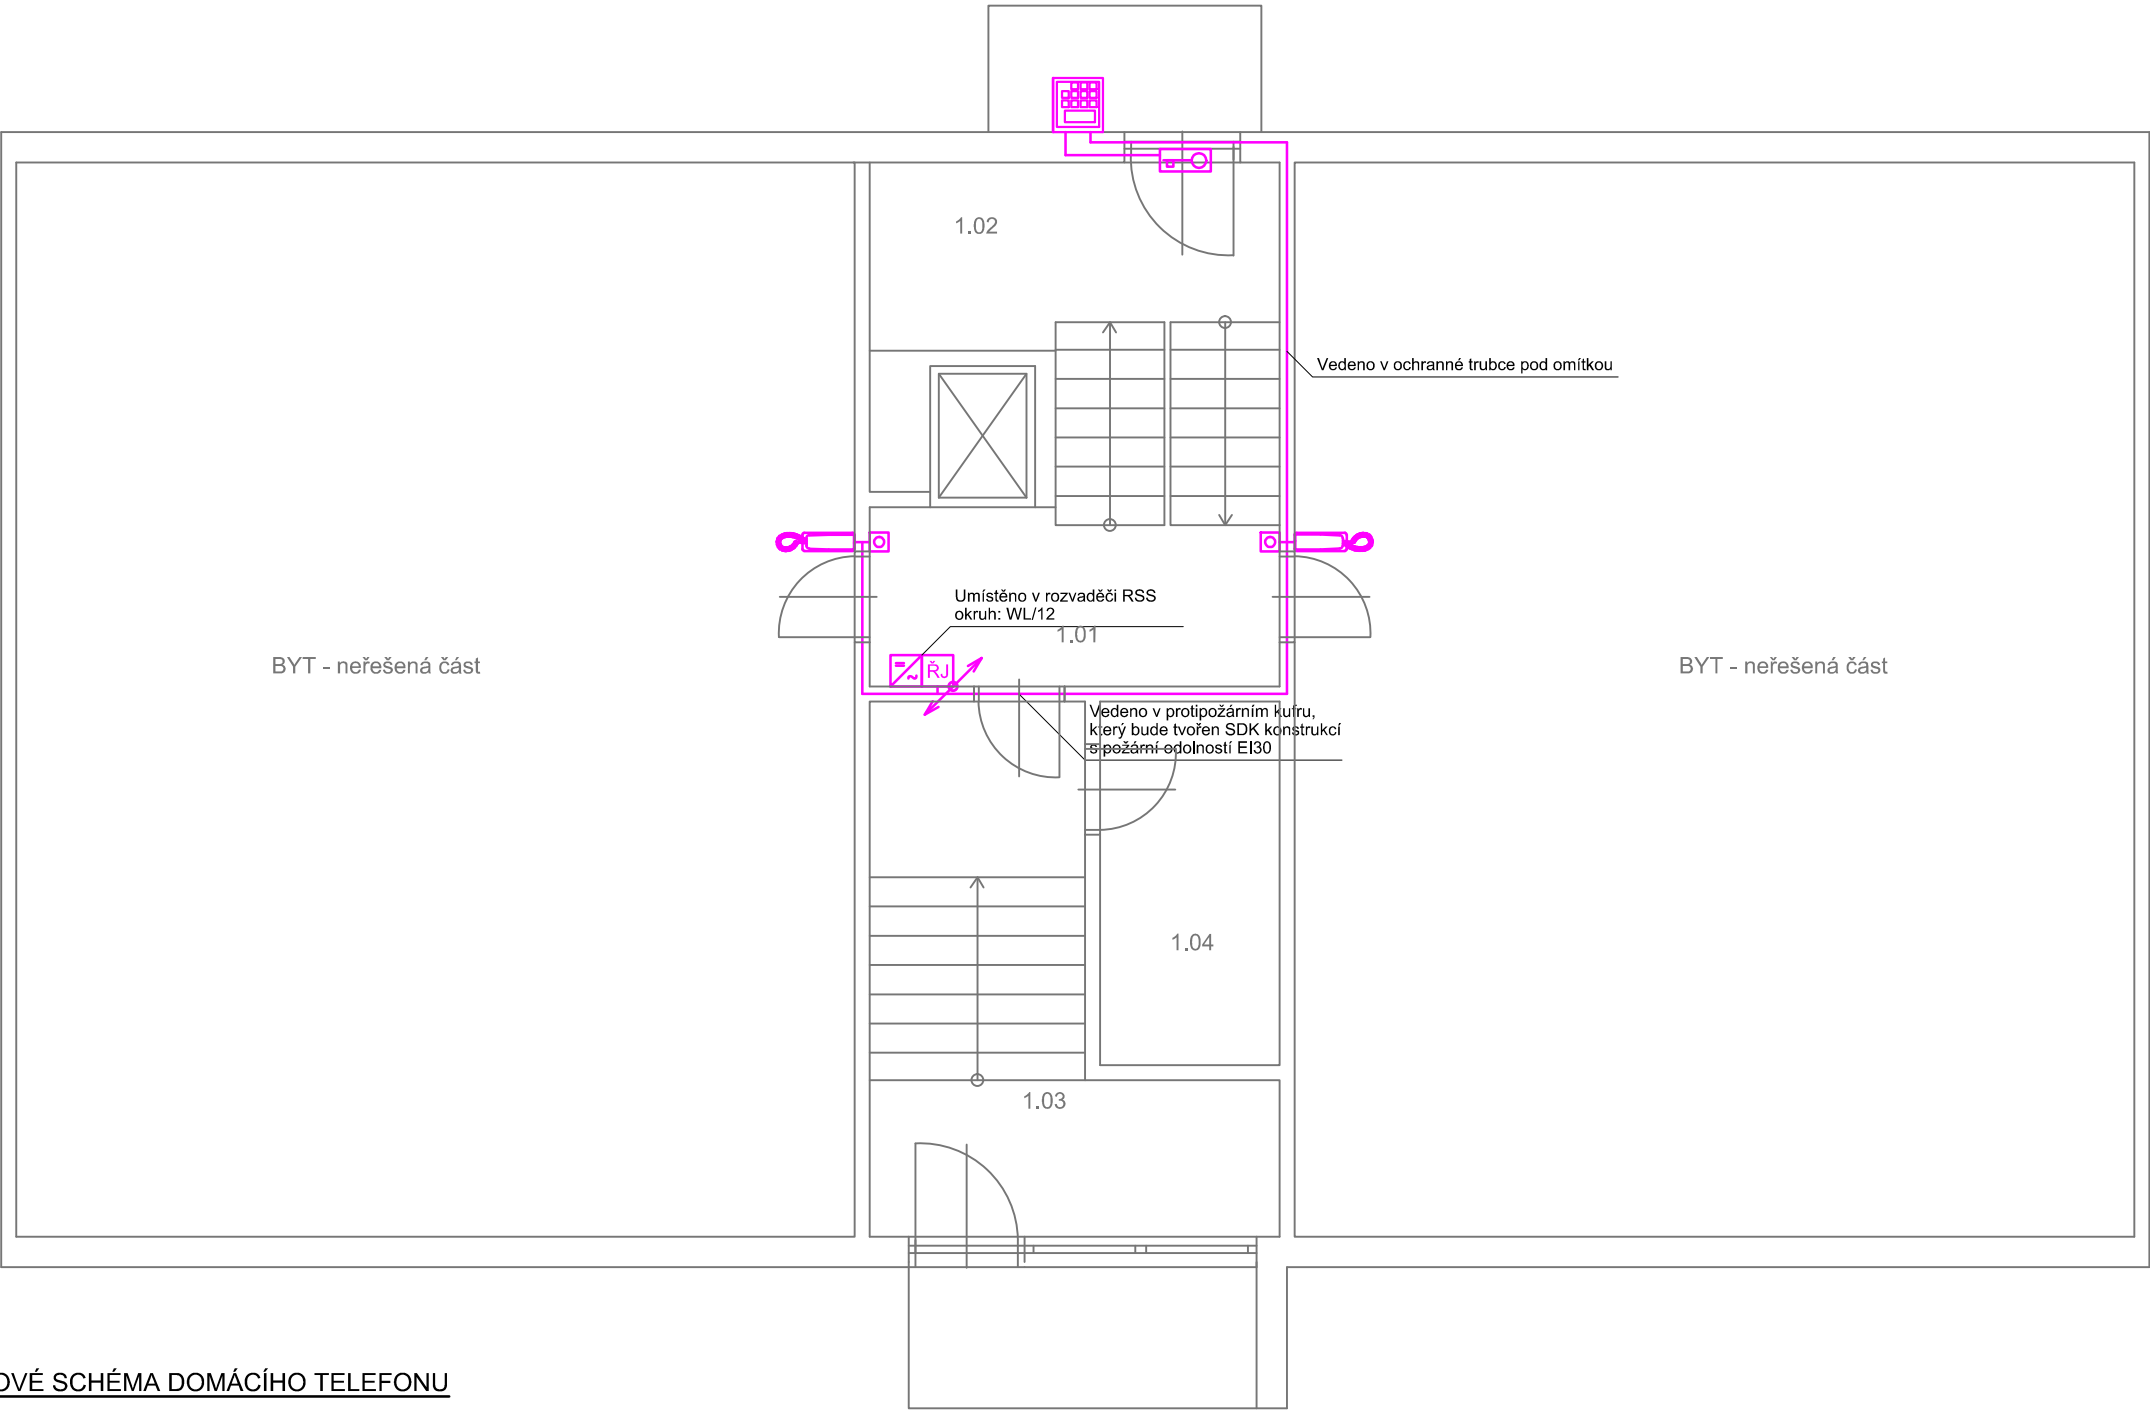 1.02
Vedeno v ochranné trubce pod omítkou
Umístěno v rozvaděči RSS
okruh: WL/12
1.01
BYT - neřešená část
BYT - neřešená část
=
~
ŘJ
Vedeno v protipožárním kufru,
který bude tvořen SDK konstrukcí
s požární odolností EI30
1.04
1.03
OVÉ SCHÉMA DOMÁCÍHO TELEFONU